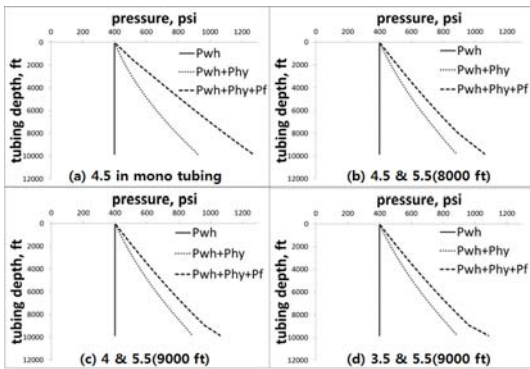 pressure, psi
0 200 400 600 800 1000 1200
0
2000
4000
6000
8000
10000
12000
tubing depth, ft
Pwh
Pwh+Phy
Pwh+Phy+Pf
(a) 4.5 in mono tubing
pressure, psi
0 200 400 600 800 1000 1200
0
2000
4000
6000
8000
10000
12000
tubing depth, ft
Pwh
Pwh+Phy
Pwh+Phy+Pf
(b) 4.5 & 5.5(8000 ft)
pressure, psi
0 200 400 600 800 1000 1200
0
2000
4000
6000
8000
10000
12000
tubing depth, ft
Pwh
Pwh+Phy
Pwh+Phy+Pf
(c) 4 & 5.5(9000 ft)
pressure, psi
0 200 400 600 800 1000 1200
0
2000
4000
6000
8000
10000
12000
tubing depth, ft
Pwh
Pwh+Phy
Pwh+Phy+Pf
(d) 3.5 & 5.5(9000 ft)